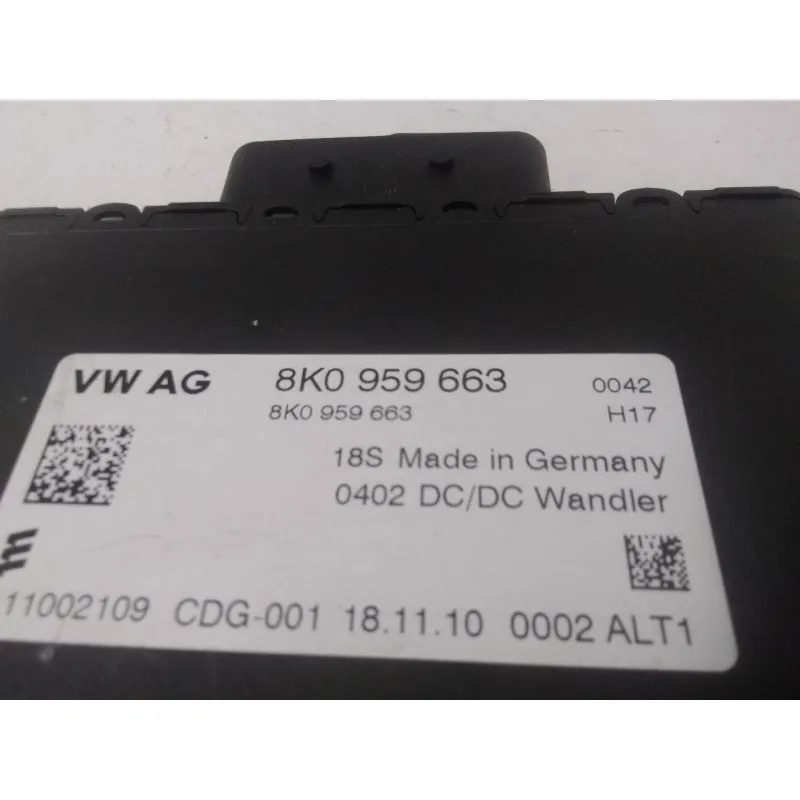 VW AG 8K0 959 663 0042
8K0 959 663 H17
18S Made in Germany
0402 DC/DC Wandler
11002109 CDG-001 18.11.10 0002 ALT1